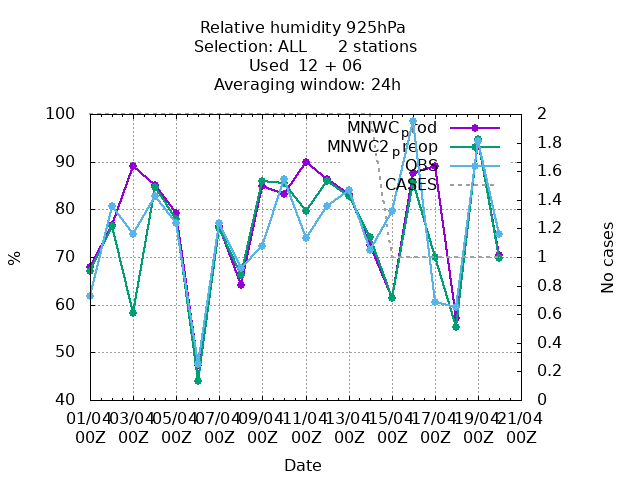 Relative humidity 925hPa
Selection: ALL 2 stations
Used 12 + 06
Averaging window: 24h
100
90
80
70
60
50
40
%
2
1.8
1.6
1.4
1.2
1
0.8
0.6
0.4
0.2
0
No cases
MNWCprod
MNWC2preop
OBS
CASES
01/04 03/04 05/04 07/04 09/04 11/04 13/04 15/04 17/04 19/04 21/04
00Z 00Z 00Z 00Z 00Z 00Z 00Z 00Z 00Z 00Z 00Z
Date